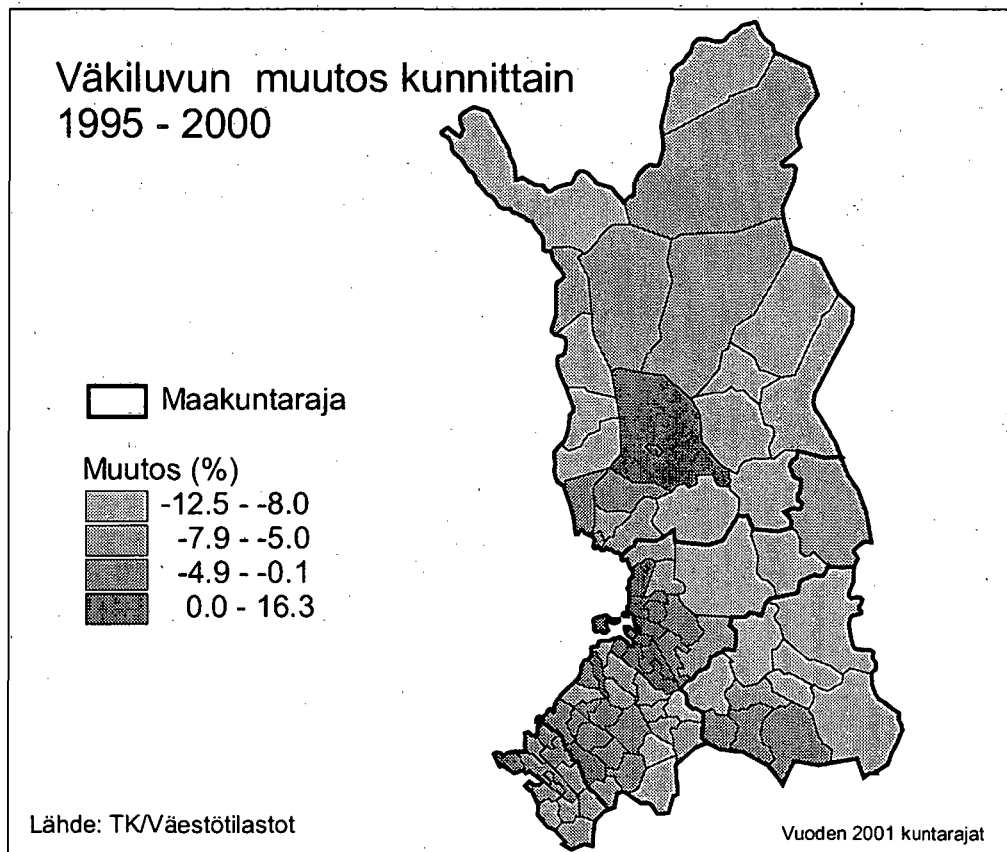 Väkiluvun muutos kunnittain
1995 - 2000
Maakuntaraja
Muutos (%)
-12.5 - -8.0
-7.9 - -5.0
-4.9 - -0.1
0.0 - 16.3
Lähde: TK/Väestötilastot
Vuoden 2001 kuntarajat